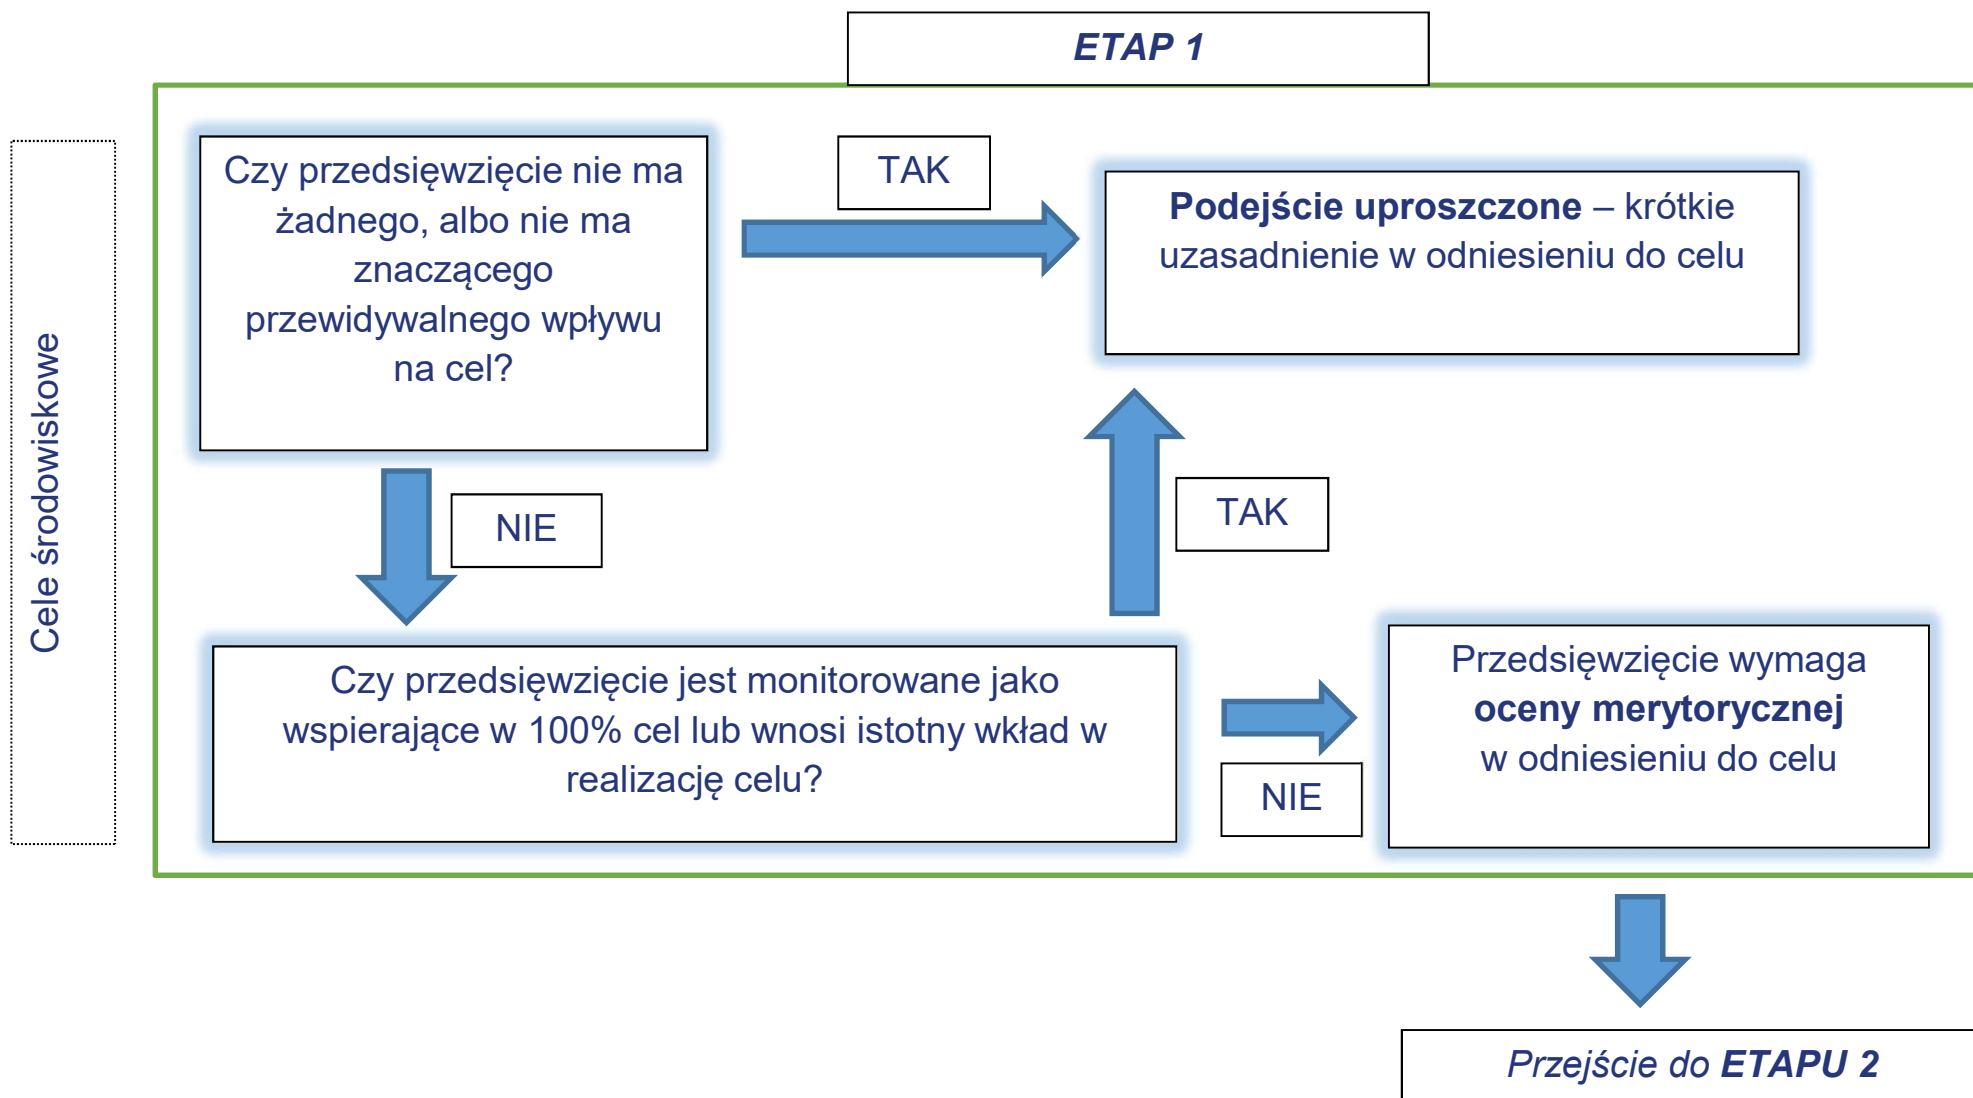 ETAP 1
Cele środowiskowe
Czy przedsięwzięcie nie ma
żadnego, albo nie ma
znaczącego
przewidywalnego wpływu
na cel?
TAK
Podejście uproszczone – krótkie
uzasadnienie w odniesieniu do celu
NIE
TAK
Czy przedsięwzięcie jest monitorowane jako
wspierające w 100% cel lub wnosi istotny wkład w
realizację celu?
NIE
Przedsięwzięcie wymaga
oceny merytorycznej
w odniesieniu do celu
Przejście do ETAPU 2